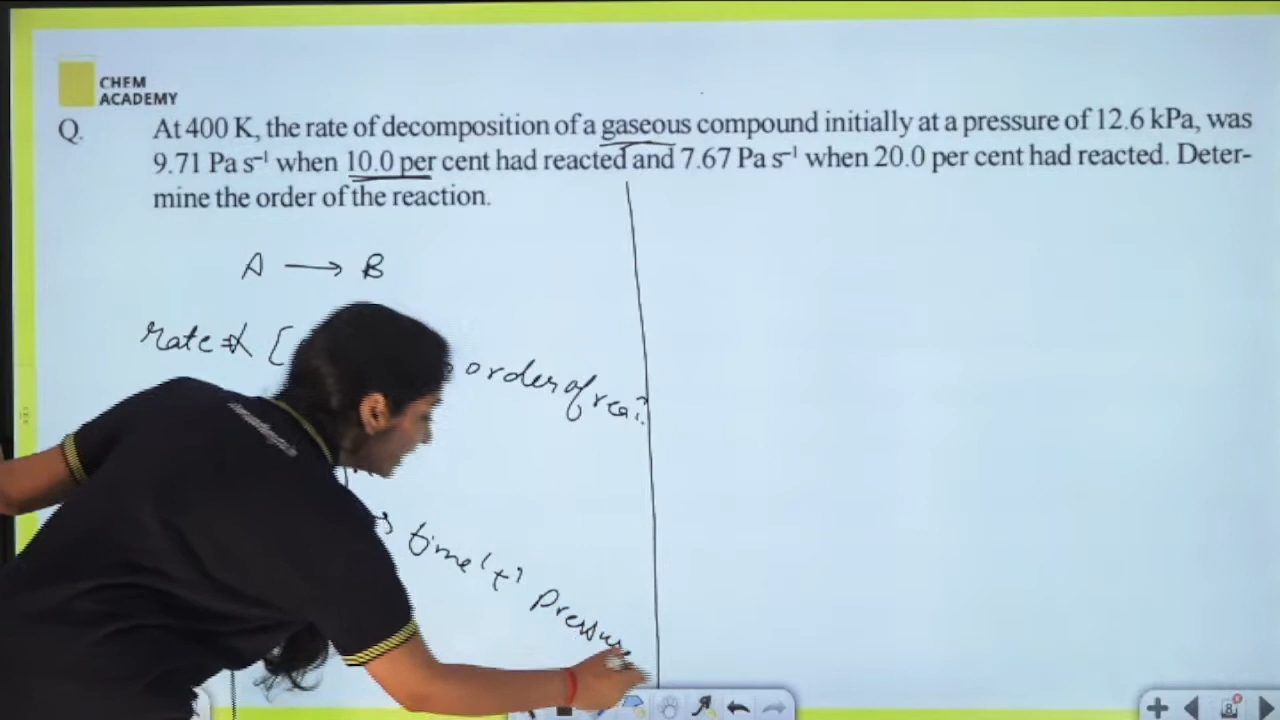 CHEM
ACADEMY
Q. At 400 K, the rate of decomposition of a gaseous compound initially at a pressure of 12.6 kPa, was
9.71 Pa s⁻¹ when 10.0 per cent had reacted and 7.67 Pa s⁻¹ when 20.0 per cent had reacted. Deter-
mine the order of the reaction.
A → B
rate ∝ [
order of rea
time 't' Pressur
8